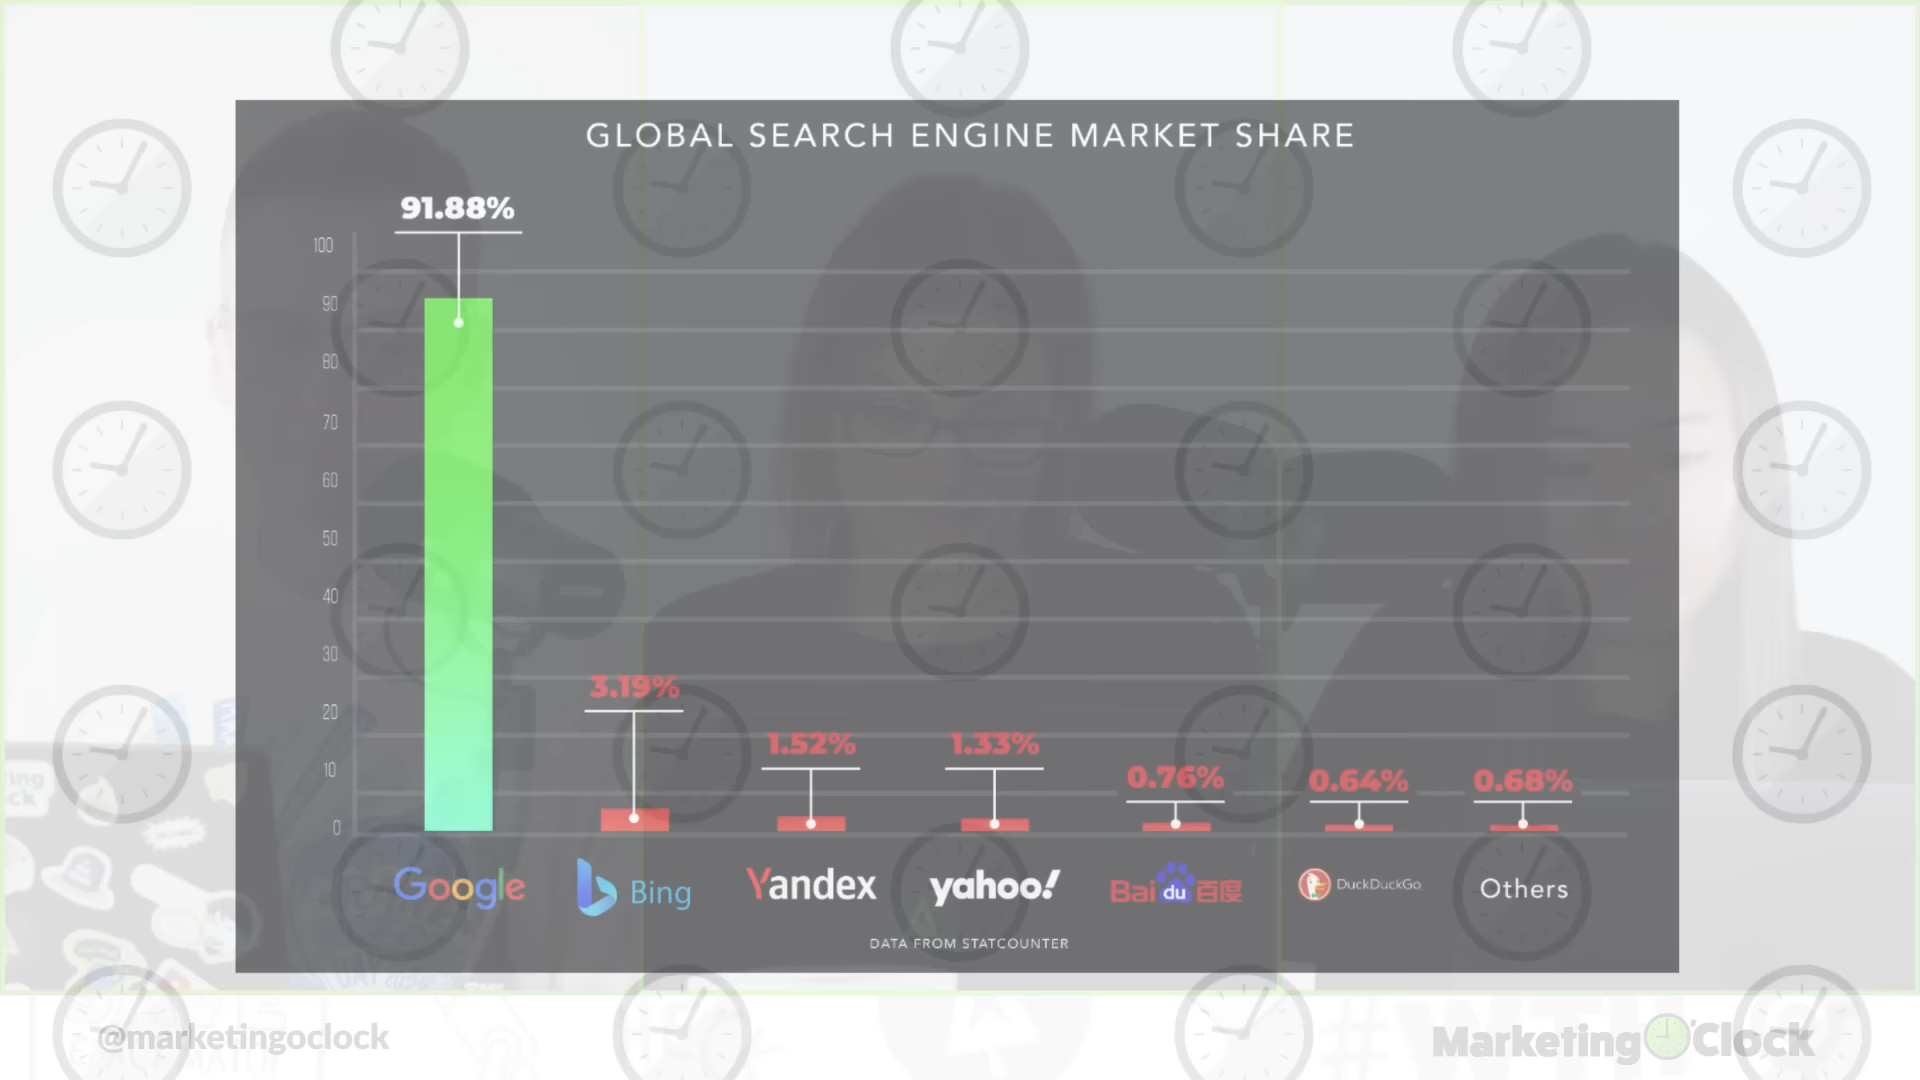 GLOBAL SEARCH ENGINE MARKET SHARE
91.88%
100
90
80
70
60
50
40
30
20
10
0
3.19%
1.52%
1.33%
0.76%
0.64%
0.68%
Google
Bing
Yandex
yahoo!
Bai du 百度
DuckDuckGo
Others
DATA FROM STATCOUNTER
@marketingoclock
Marketing O'Clock